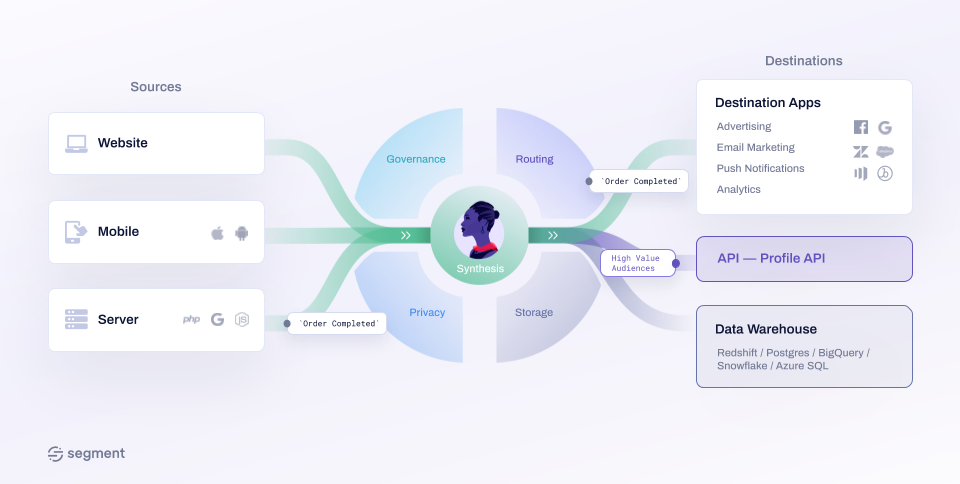 Sources
Website
Mobile
Server
php
JS
`Order Completed`
Governance
Routing
Synthesis
Privacy
Storage
`Order Completed`
High Value
Audiences
Destinations
Destination Apps
Advertising
Email Marketing
Push Notifications
Analytics
API — Profile API
Data Warehouse
Redshift / Postgres / BigQuery /
Snowflake / Azure SQL
segment